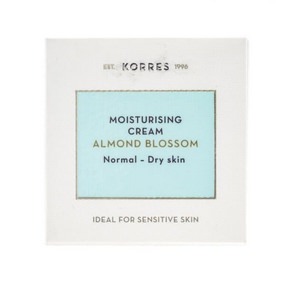 EST. KORRES 1996
MOISTURISING
CREAM
ALMOND BLOSSOM
Normal – Dry skin
IDEAL FOR SENSITIVE SKIN